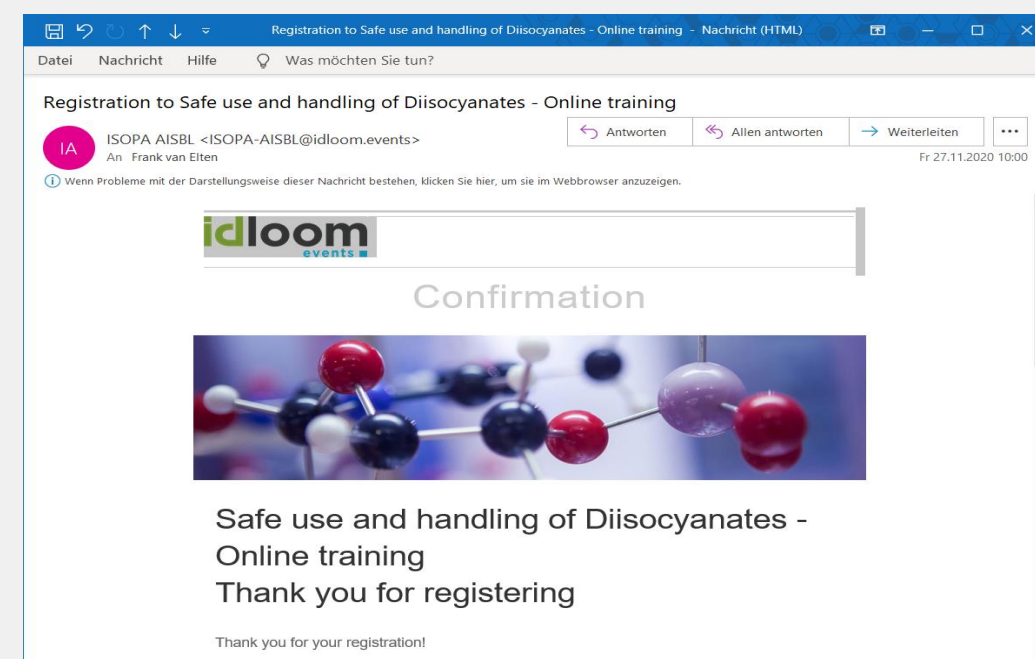 Registration to Safe use and handling of Diisocyanates - Online training - Nachricht (HTML)
Datei Nachricht Hilfe Was möchten Sie tun?
Registration to Safe use and handling of Diisocyanates - Online training
IA
ISOPA AISBL <ISOPA-AISBL@idloom.events>
An Frank van Elten
Antworten Allen antworten Weiterleiten
Fr 27.11.2020 10:00
Wenn Probleme mit der Darstellungsweise dieser Nachricht bestehen, klicken Sie hier, um sie im Webbrowser anzuzeigen.
idloom
events
Confirmation
Safe use and handling of Diisocyanates -
Online training
Thank you for registering
Thank you for your registration!